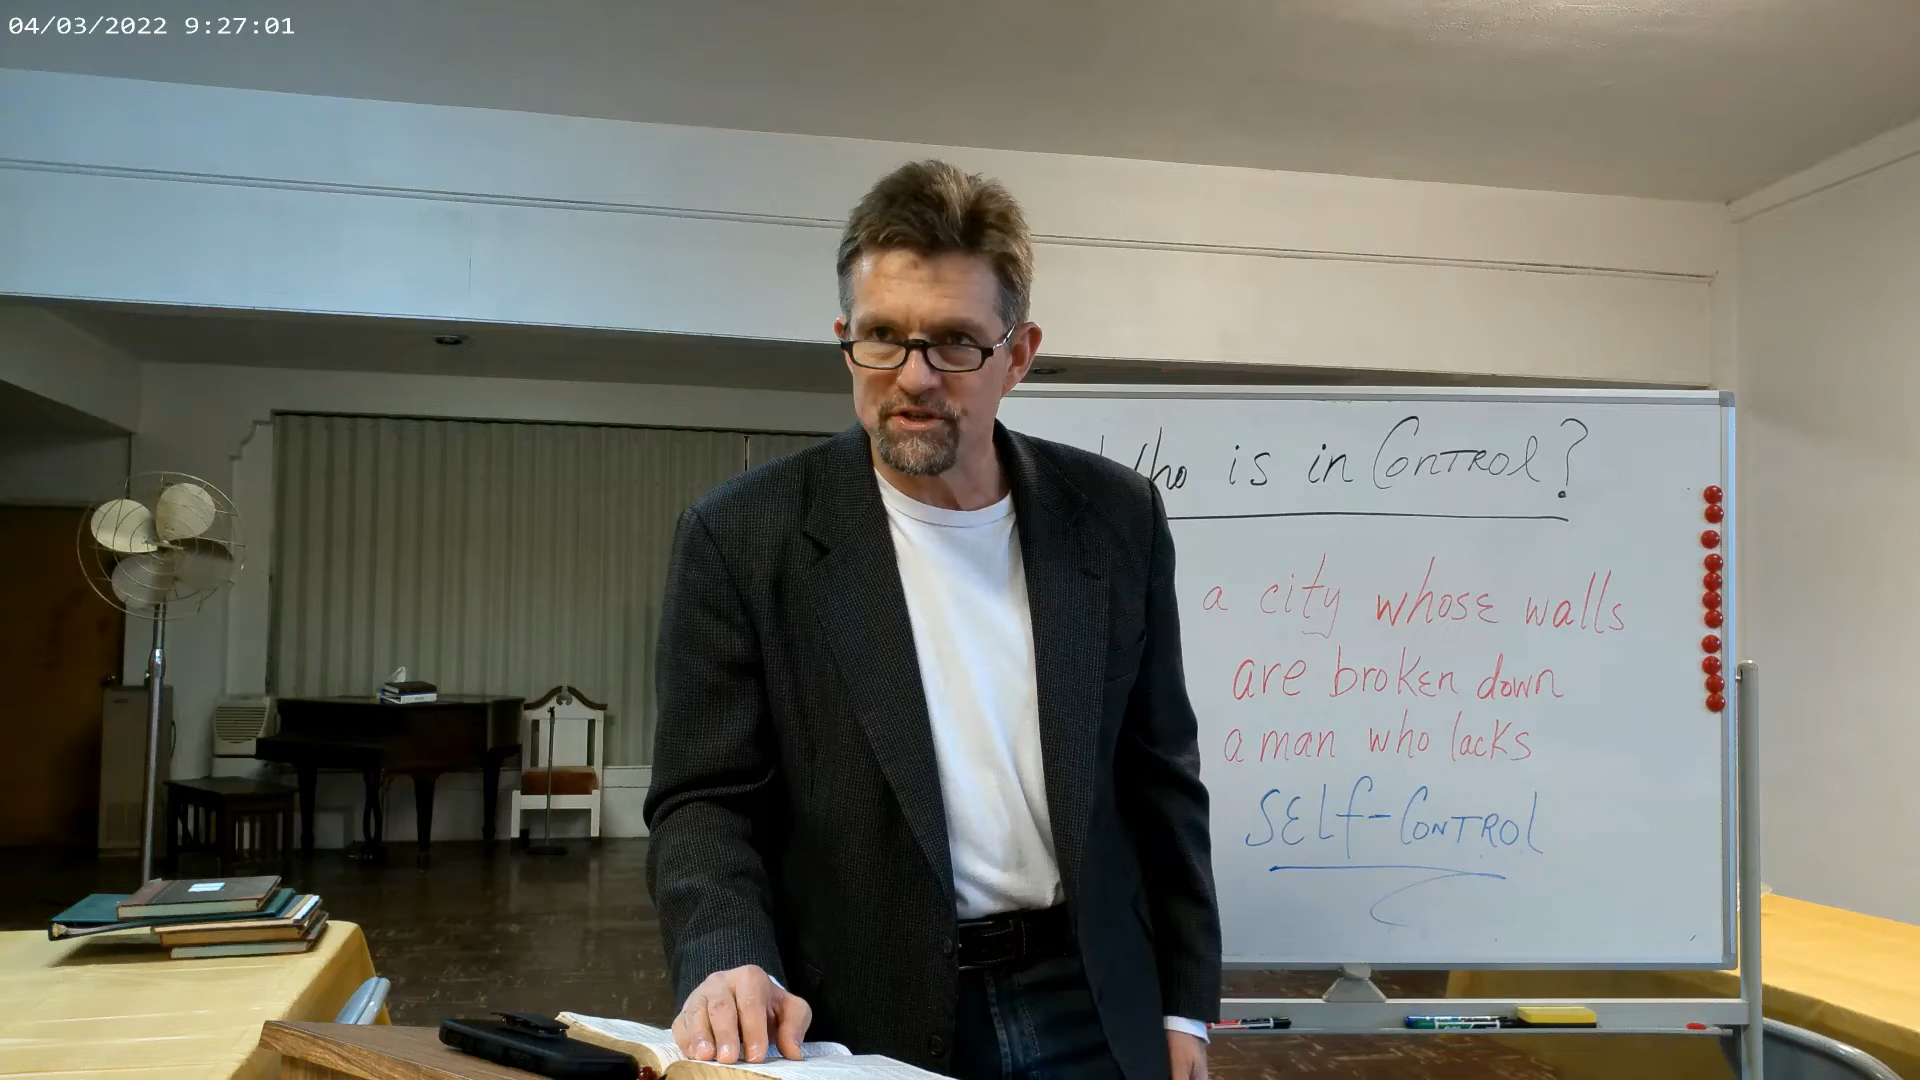 04/03/2022 9:27:01
Who is in CONTROL?
a city whose walls
are broken down
a man who lacks
SELF-CONTROL